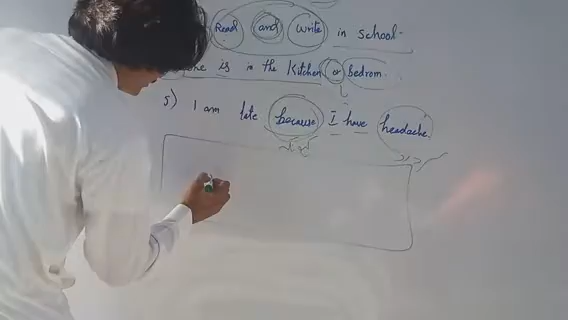 Read and write in school.
is in the kitchen or bedrom.
5) I am late because I have headache.